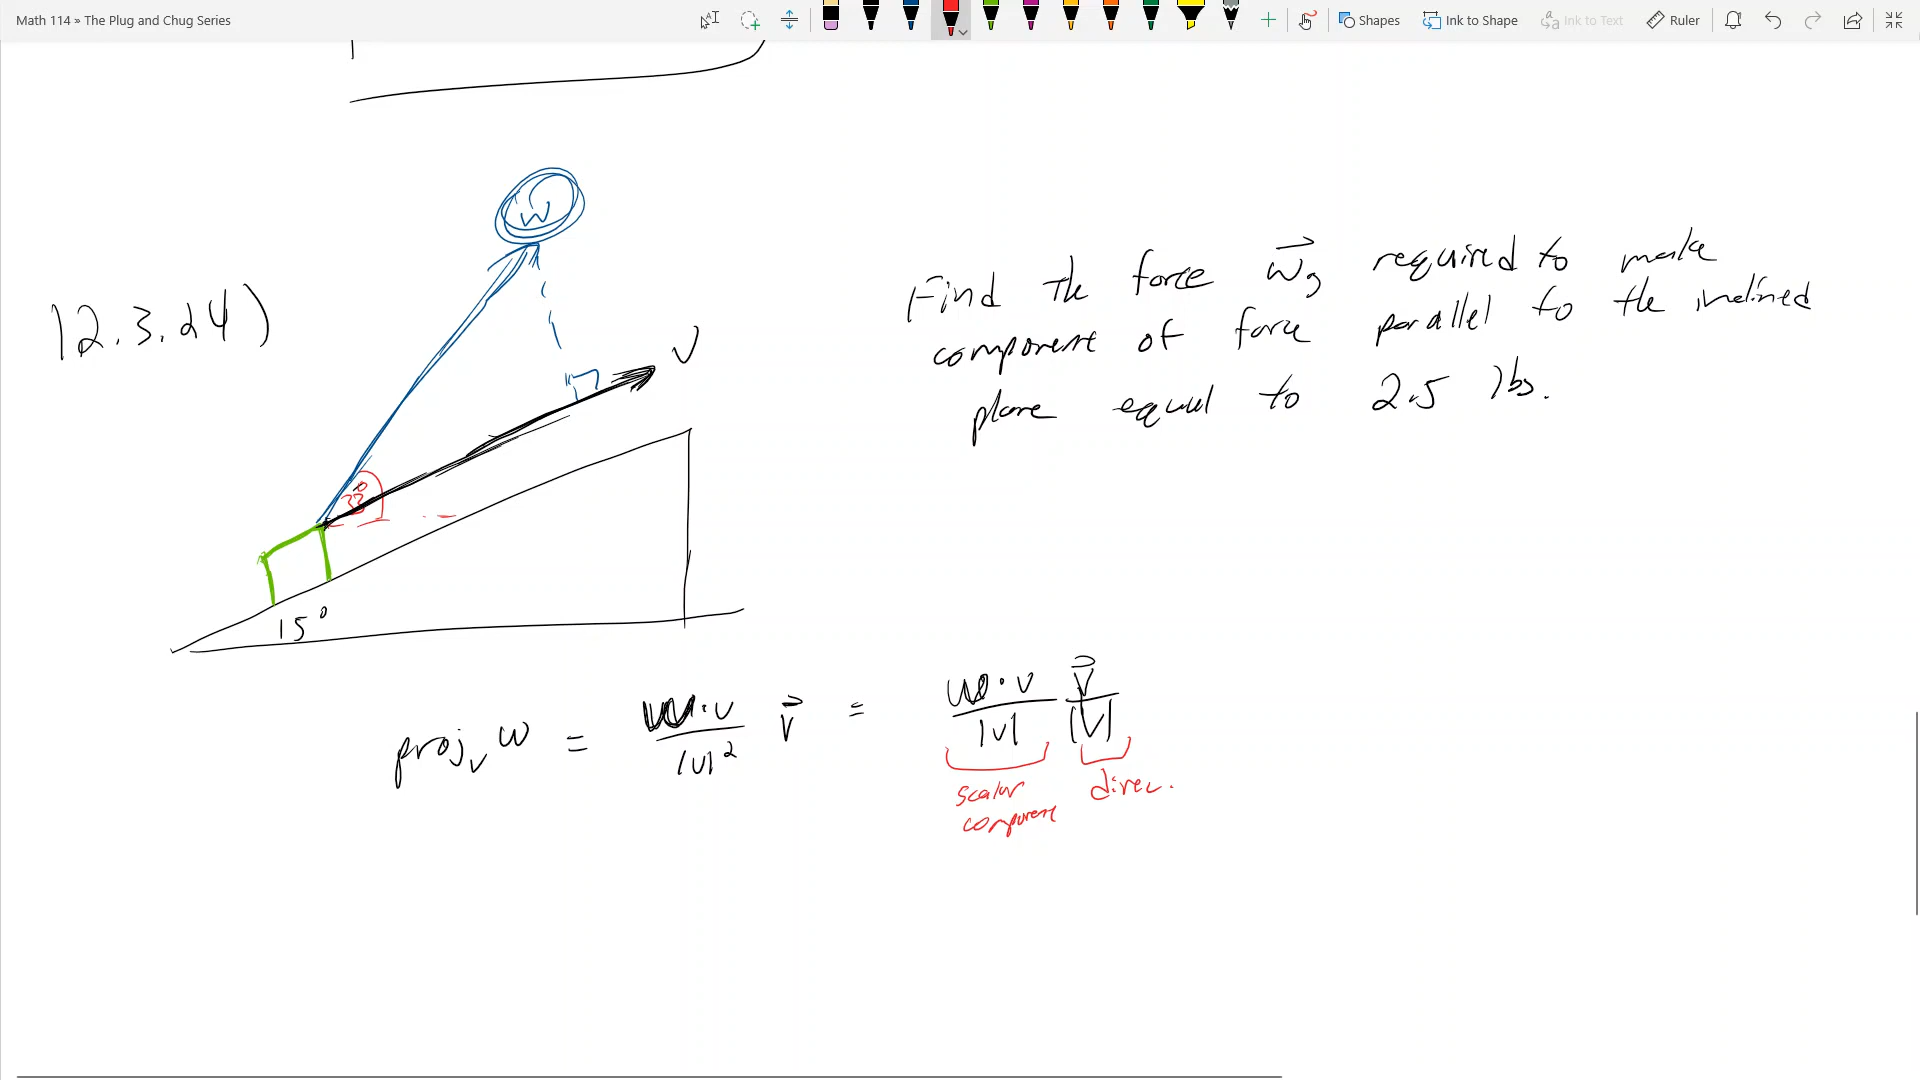 Math 114 » The Plug and Chug Series
Shapes
Ink to Shape
Ink to Text
Ruler
12.3.24)
w
v
33°
15°
Find the force w, required to make
component of force parallel to the inclined
plane equal to 2.5 lbs.
proj_v w = w·v/|v|² v⃗ = w·v/|v| v⃗/|v|
scalar component
direc.